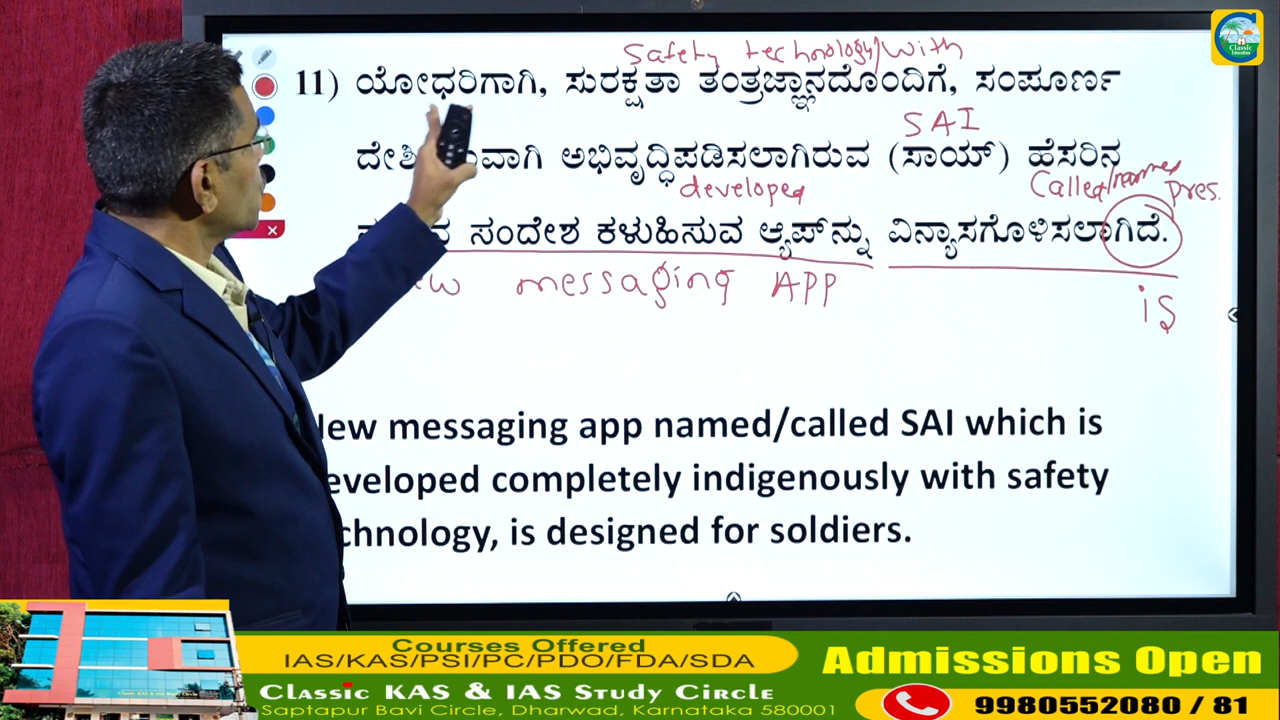 Classic
Education
Safety technology/with
11) ಯೋಧರಿಗಾಗಿ, ಸುರಕ್ಷತಾ ತಂತ್ರಜ್ಞಾನದೊಂದಿಗೆ, ಸಂಪೂರ್ಣ
SAI
ಅಭಿವೃದ್ಧಿಪಡಿಸಲಾಗಿರುವ (ಸಾಯ್) ಹೆಸರಿನ
developed Called/named pres.
ಸಂದೇಶ ಕಳುಹಿಸುವ ಆ್ಯಪ್‌ನ್ನು ವಿನ್ಯಾಸಗೊಳಿಸಲಾಗಿದೆ.
messaging APP
is
messaging app named/called SAI which is
completely indigenously with safety
is designed for soldiers.
Courses Offered
IAS/KAS/PSI/PC/PDO/FDA/SDA
Classic KAS & IAS Study Circle
Saptapur Bavi Circle, Dharwad, Karnataka 580001
Admissions Open
9980552080 / 81